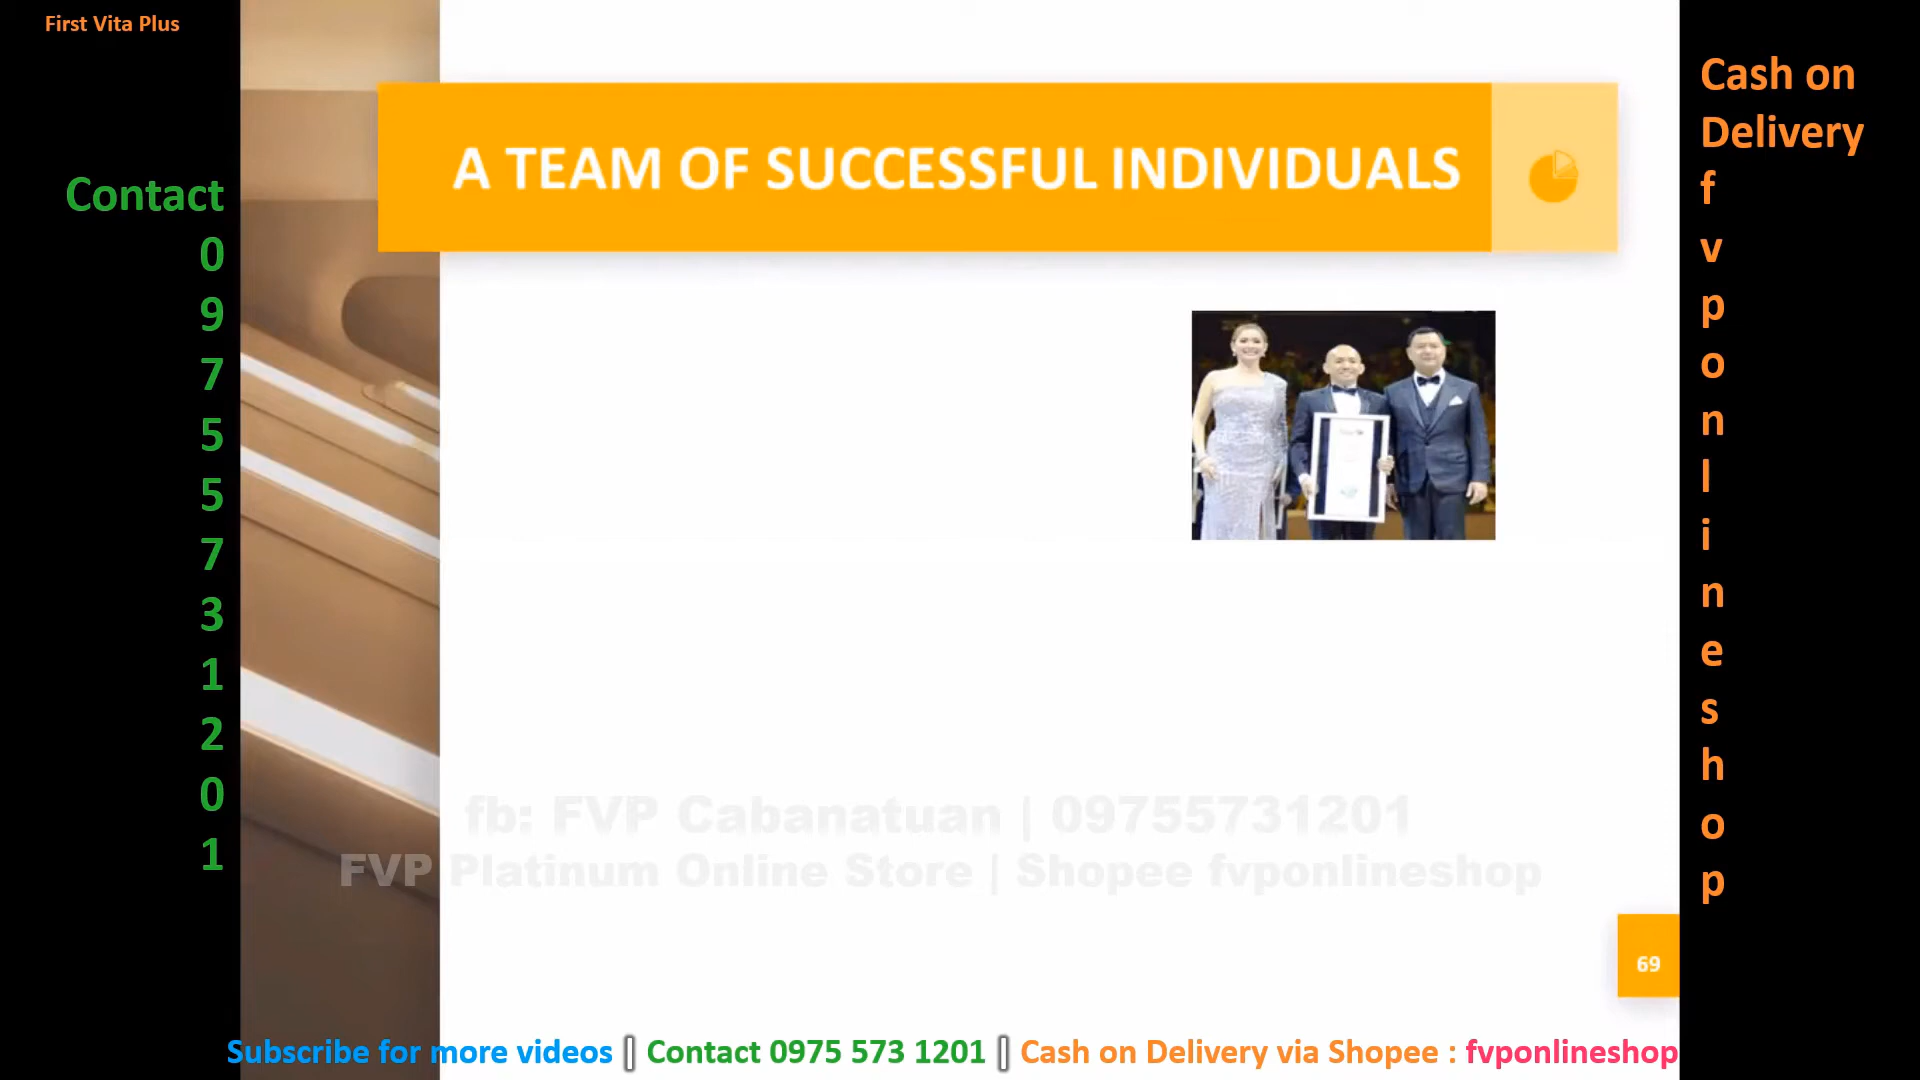 First Vita Plus
A TEAM OF SUCCESSFUL INDIVIDUALS
Contact
0
9
7
5
5
7
3
1
2
0
1
Cash on
Delivery
f
v
p
o
n
l
i
n
e
s
h
o
p
fb: FVP Cabanatuan | 09755731201
FVP Platinum Online Store | Shopee fvponlineshop
69
Subscribe for more videos | Contact 0975 573 1201 | Cash on Delivery via Shopee : fvponlineshop